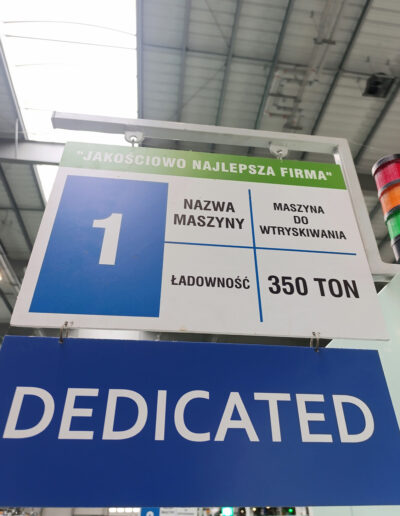 "JAKOŚCIOWO NAJLEPSZA FIRMA"
1
NAZWA
MASZYNY
MASZYNA
DO
WTRYSKIWANIA
ŁADOWNOŚĆ
350 TON
DEDICATED